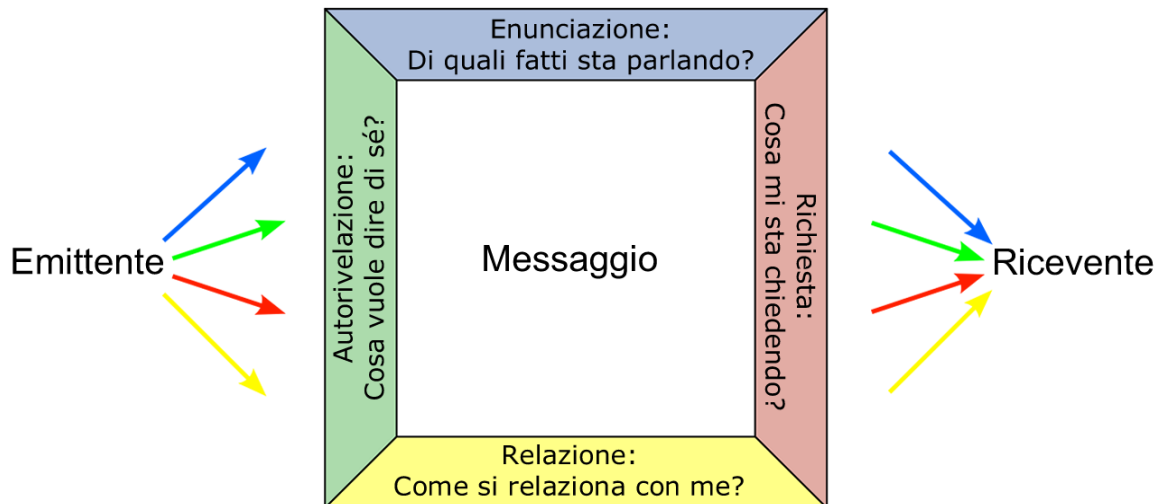 Enunciazione:
Di quali fatti sta parlando?
Emittente
Autorivelazione:
Cosa vuole dire di sé?
Messaggio
Richiesta:
Cosa mi sta chiedendo?
Ricevente
Relazione:
Come si relaziona con me?